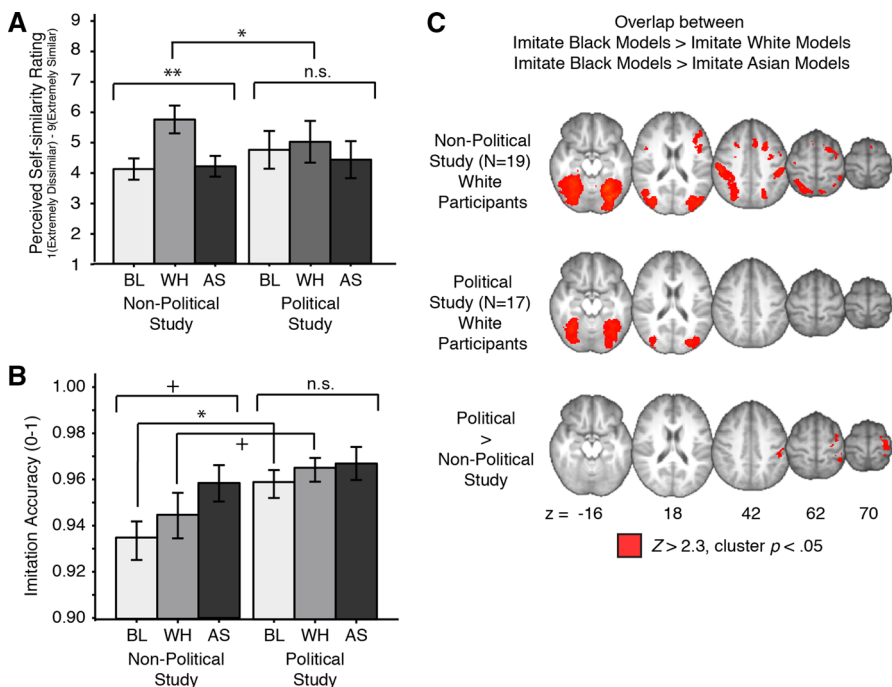 A
9
8
7
6
5
4
3
2
1
Perceived Self-similarity Rating
1(Extremely Dissimilar) - 9(Extremely Similar)
*
**
n.s.
BL WH AS BL WH AS
Non-Political
Study
Political
Study
B
1.00
0.98
0.96
0.94
0.92
0.90
Imitation Accuracy (0-1)
+
n.s.
*
+
BL WH AS BL WH AS
Non-Political
Study
Political
Study
C
Overlap between
Imitate Black Models > Imitate White Models
Imitate Black Models > Imitate Asian Models
Non-Political
Study (N=19)
White
Participants
Political
Study (N=17)
White
Participants
Political
>
Non-Political
Study
z = -16 18 42 62 70
Z > 2.3, cluster p < .05